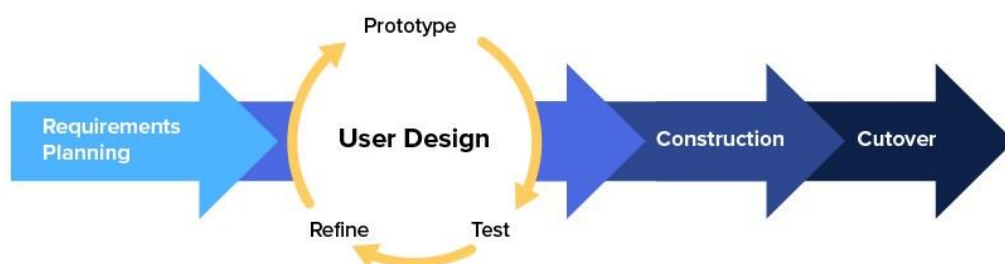 Prototype
Requirements
Planning
User Design
Construction
Cutover
Refine
Test